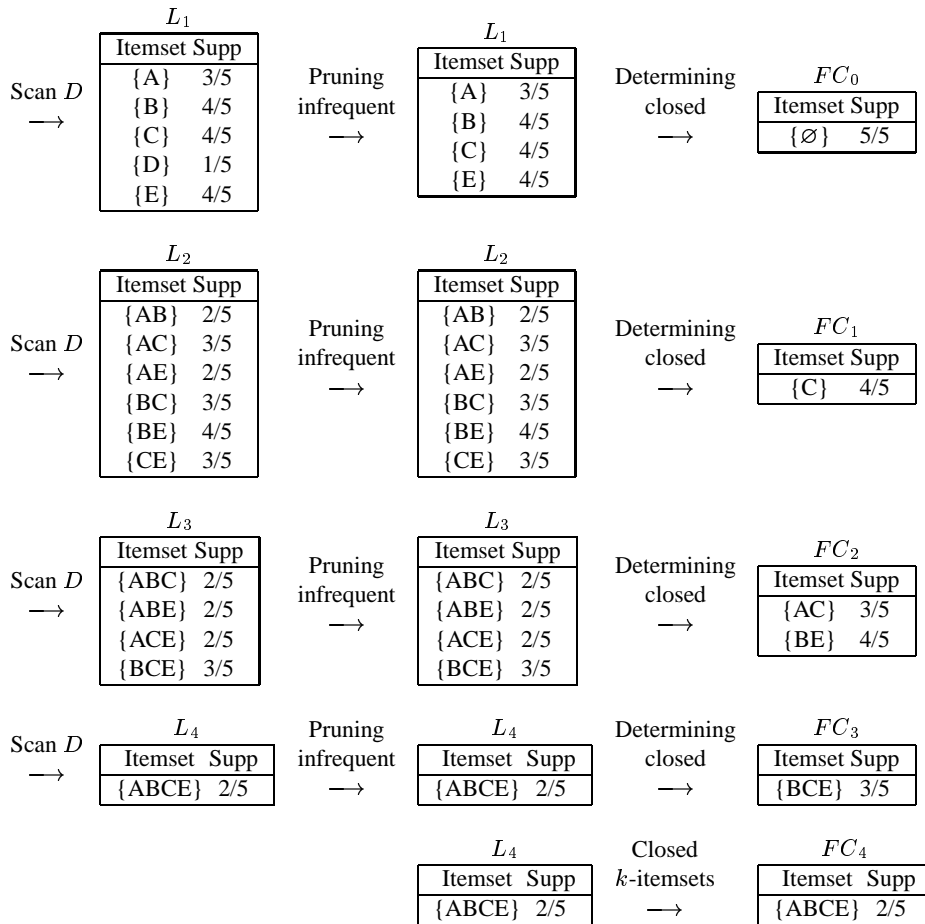 L1
Itemset Supp
Scan D ⟶
{A} 3/5
{B} 4/5
{C} 4/5
{D} 1/5
{E} 4/5
Pruning infrequent ⟶
L1
Itemset Supp
{A} 3/5
{B} 4/5
{C} 4/5
{E} 4/5
Determining closed ⟶
FC0
Itemset Supp
{∅} 5/5
L2
Itemset Supp
Scan D ⟶
{AB} 2/5
{AC} 3/5
{AE} 2/5
{BC} 3/5
{BE} 4/5
{CE} 3/5
Pruning infrequent ⟶
L2
Itemset Supp
{AB} 2/5
{AC} 3/5
{AE} 2/5
{BC} 3/5
{BE} 4/5
{CE} 3/5
Determining closed ⟶
FC1
Itemset Supp
{C} 4/5
L3
Itemset Supp
Scan D ⟶
{ABC} 2/5
{ABE} 2/5
{ACE} 2/5
{BCE} 3/5
Pruning infrequent ⟶
L3
Itemset Supp
{ABC} 2/5
{ABE} 2/5
{ACE} 2/5
{BCE} 3/5
Determining closed ⟶
FC2
Itemset Supp
{AC} 3/5
{BE} 4/5
Scan D ⟶
L4
Itemset Supp
{ABCE} 2/5
Pruning infrequent ⟶
L4
Itemset Supp
{ABCE} 2/5
Determining closed ⟶
FC3
Itemset Supp
{BCE} 3/5
L4
Itemset Supp
{ABCE} 2/5
Closed k-itemsets ⟶
FC4
Itemset Supp
{ABCE} 2/5